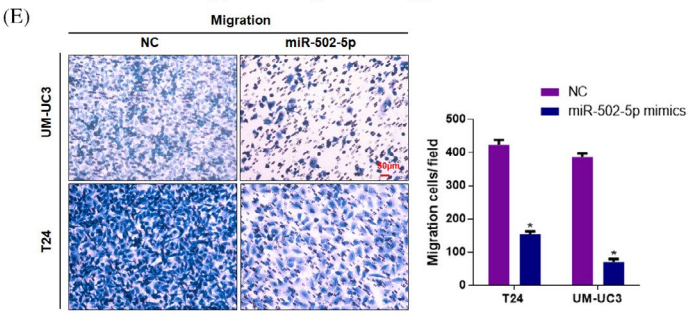 (E)
Migration
NC
miR-502-5p
UM-UC3
T24
NC
miR-502-5p mimics
Migration cells/field
500
400
300
200
100
0
*
*
T24
UM-UC3